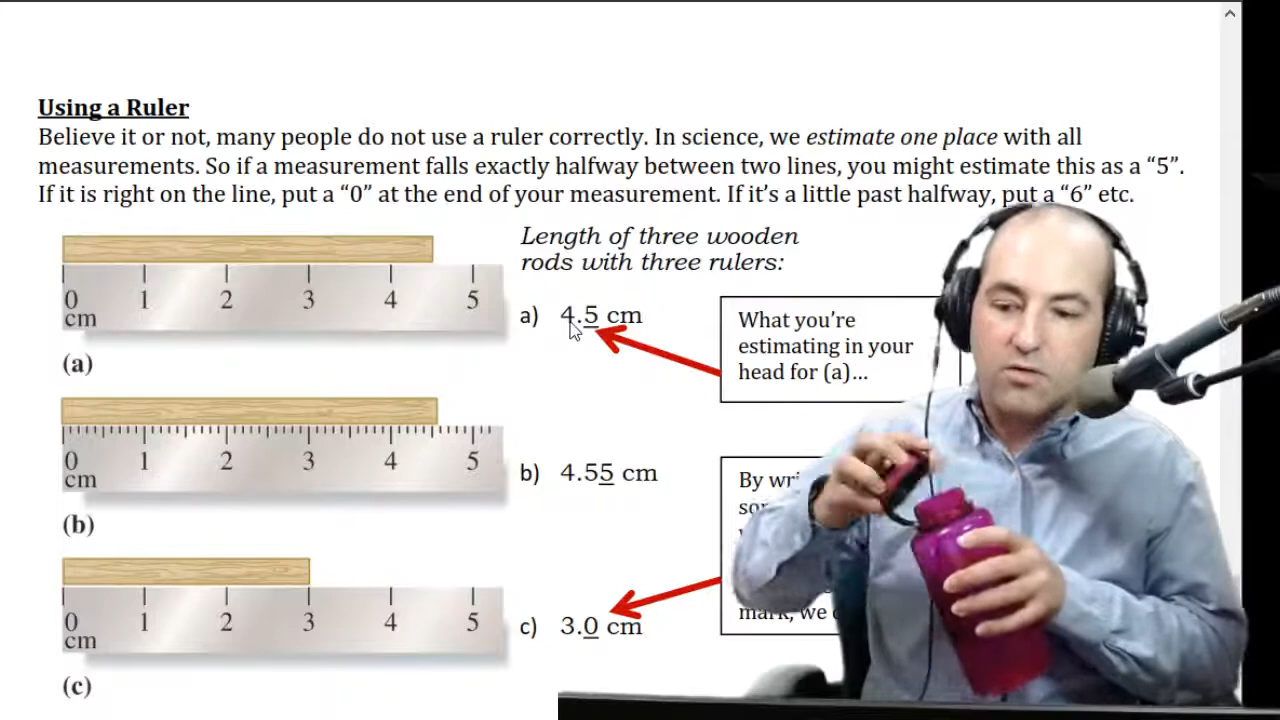 Using a Ruler
Believe it or not, many people do not use a ruler correctly. In science, we estimate one place with all
measurements. So if a measurement falls exactly halfway between two lines, you might estimate this as a “5”.
If it is right on the line, put a “0” at the end of your measurement. If it’s a little past halfway, put a “6” etc.
Length of three wooden
rods with three rulers:
0 1 2 3 4 5
cm
(a)
a) 4.5 cm
What you’re
estimating in your
head for (a)…
0 1 2 3 4 5
cm
(b)
b) 4.55 cm
By
0 1 2 3 4 5
cm
(c)
c) 3.0 cm
mark, we